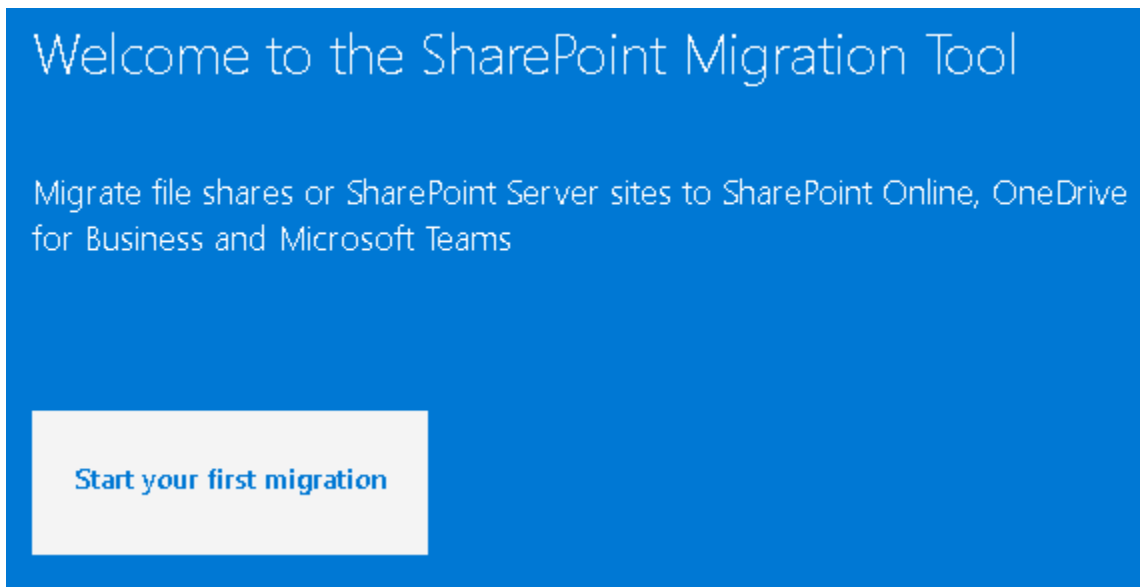 Welcome to the SharePoint Migration Tool
Migrate file shares or SharePoint Server sites to SharePoint Online, OneDrive
for Business and Microsoft Teams
Start your first migration